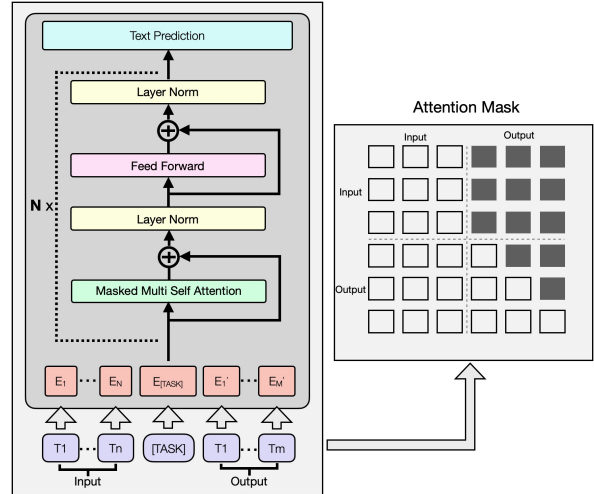 Text Prediction
Layer Norm
Feed Forward
N x
Layer Norm
Masked Multi Self Attention
E1 ··· EN E[TASK] E1' ··· EM'
T1 ··· Tn [TASK] T1 ··· Tm
Input Output
Attention Mask
Input Output
Input
Output